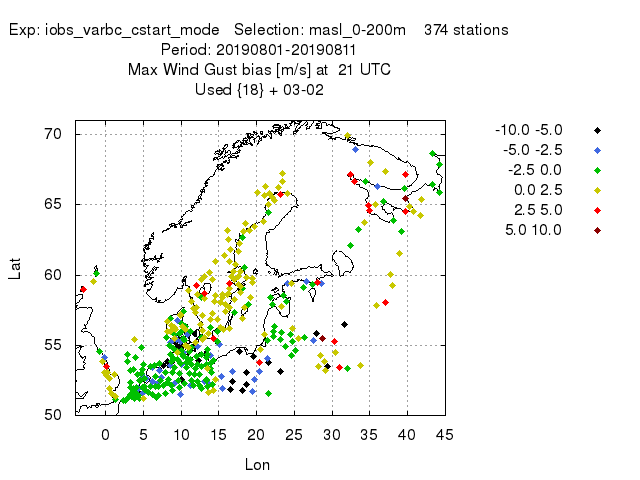 Exp: iobs_varbc_cstart_mode   Selection: masl_0-200m    374 stations
Period: 20190801-20190811
Max Wind Gust bias [m/s] at  21 UTC
Used {18} + 03-02
70
65
60
55
50
0 5 10 15 20 25 30 35 40 45
Lat
Lon
-10.0 -5.0
-5.0 -2.5
-2.5 0.0
0.0 2.5
2.5 5.0
5.0 10.0